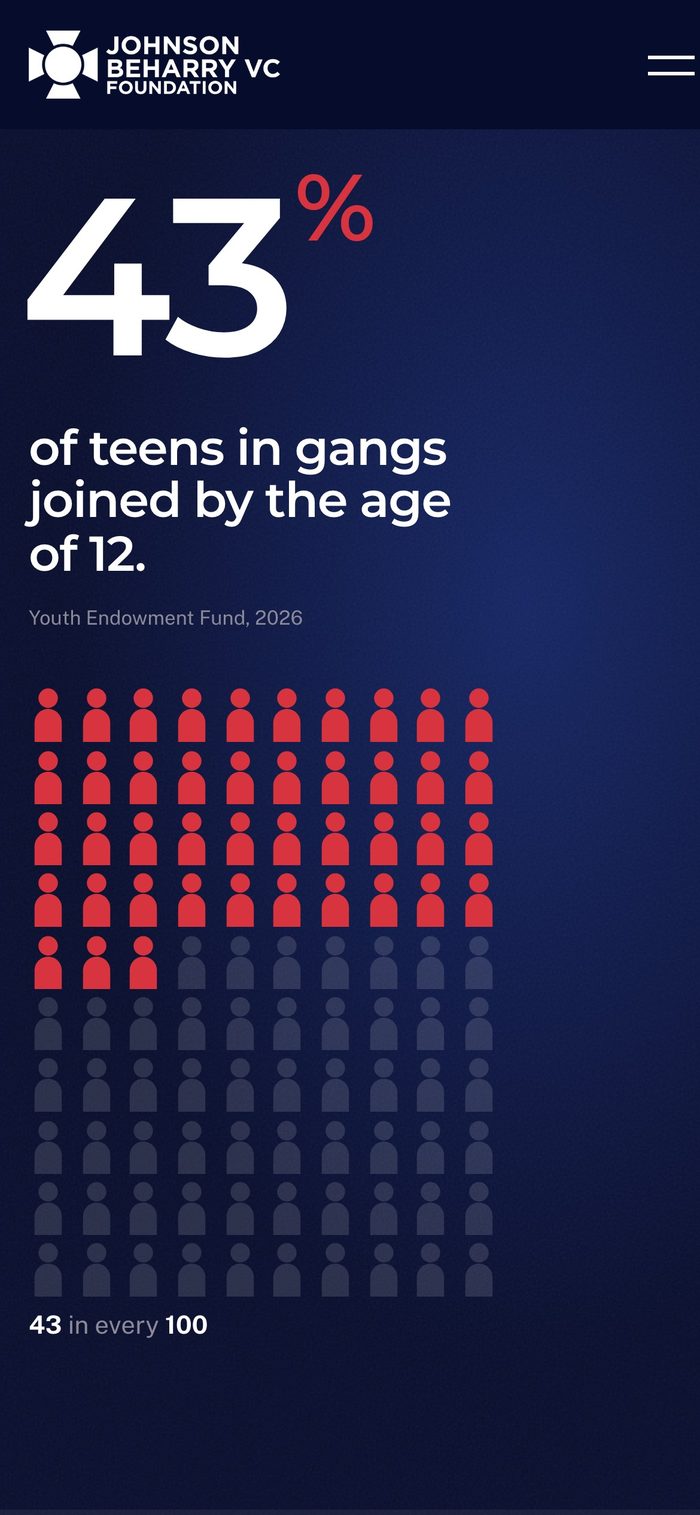 JOHNSON
BEHARRY VC
FOUNDATION
43%
of teens in gangs
joined by the age
of 12.
Youth Endowment Fund, 2026
43 in every 100